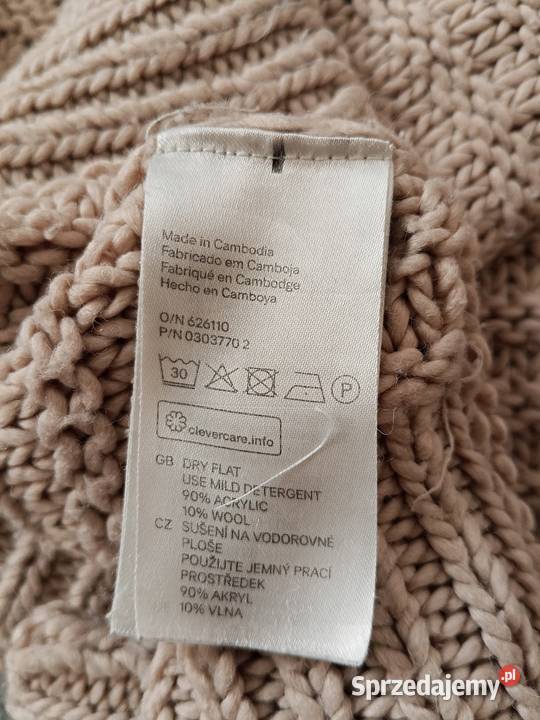 Made in Cambodia
Fabricado em Camboja
Fabriqué en Cambodge
Hecho en Camboya
O/N 626110
P/N 0303770 2
30 P
clevercare.info
GB DRY FLAT
USE MILD DETERGENT
90% ACRYLIC
10% WOOL
CZ SUŠENÍ NA VODOROVNÉ
PLOŠE
POUŽIJTE JEMNÝ PRACÍ
PROSTŘEDEK
90% AKRYL
10% VLNA
Sprzedajemy.pl